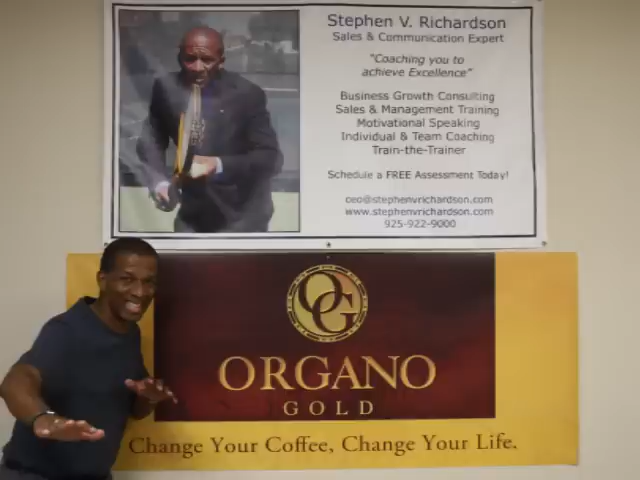 Stephen V. Richardson
Sales & Communication Expert
"Coaching you to
achieve Excellence"
Business Growth Consulting
Sales & Management Training
Motivational Speaking
Individual & Team Coaching
Train-the-Trainer
Schedule a FREE Assessment Today!
ceo@stephenvrichardson.com
www.stephenvrichardson.com
925-922-9000
OG
ORGANO
GOLD
Change Your Coffee, Change Your Life.